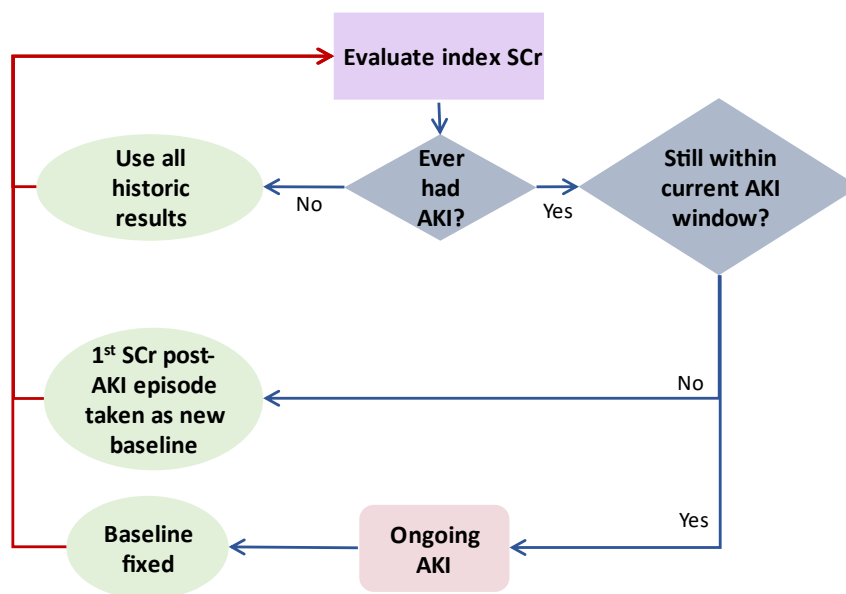 Evaluate index SCr
Use all
historic
results
Ever
had
AKI?
Still within
current AKI
window?
No
Yes
1st SCr post-
AKI episode
taken as new
baseline
No
Yes
Baseline
fixed
Ongoing
AKI